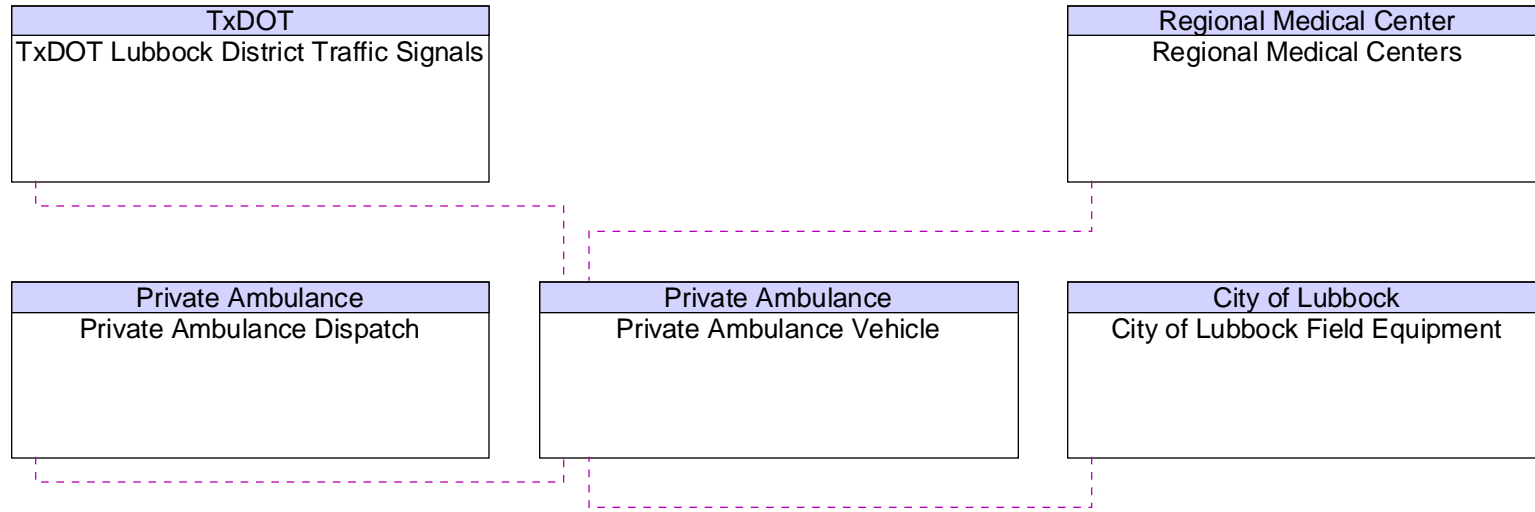 TxDOT
TxDOT Lubbock District Traffic Signals
Regional Medical Center
Regional Medical Centers
Private Ambulance
Private Ambulance Dispatch
Private Ambulance
Private Ambulance Vehicle
City of Lubbock
City of Lubbock Field Equipment